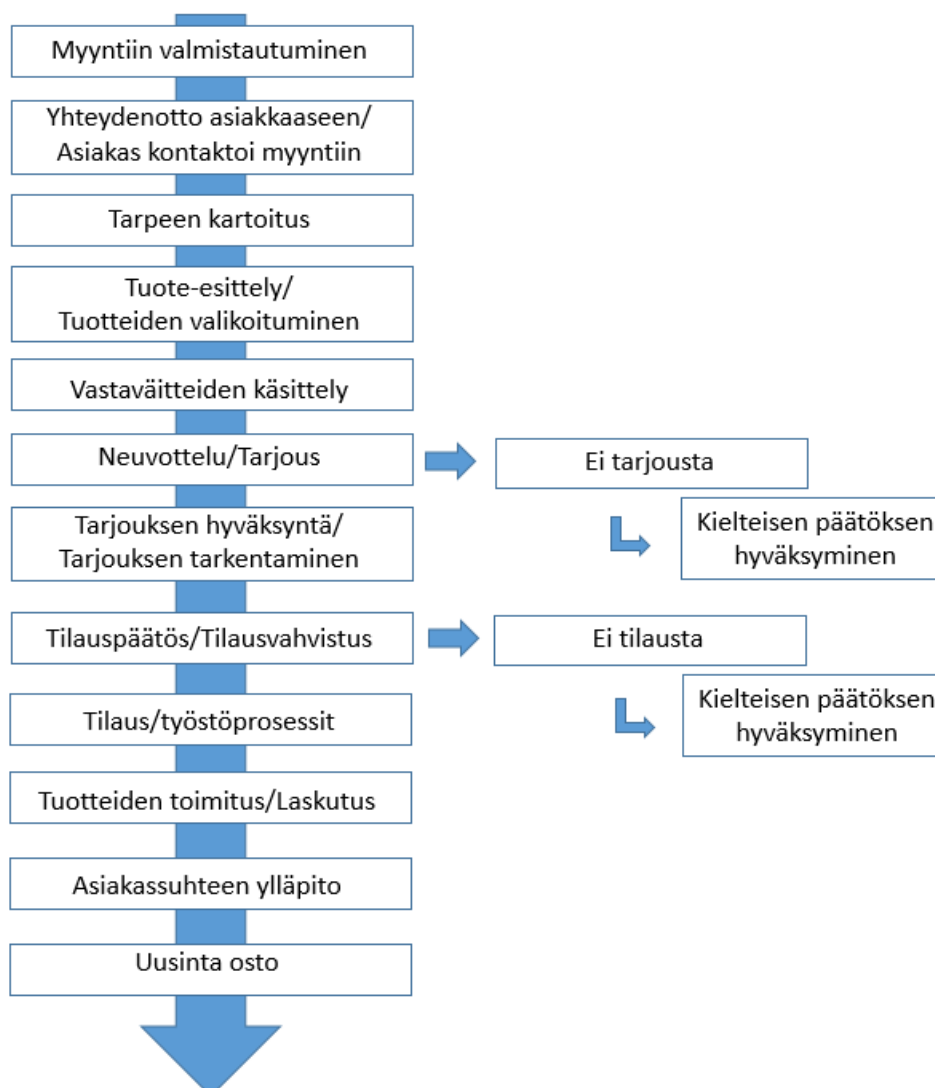 Myyntiin valmistautuminen
Yhteydenotto asiakkaaseen/
Asiakas kontaktoi myyntiin
Tarpeen kartoitus
Tuote-esittely/
Tuotteiden valikoituminen
Vastaväitteiden käsittely
Neuvottelu/Tarjous
Ei tarjousta
Kielteisen päätöksen
hyväksyminen
Tarjouksen hyväksyntä/
Tarjouksen tarkentaminen
Tilauspäätös/Tilausvahvistus
Ei tilausta
Kielteisen päätöksen
hyväksyminen
Tilaus/työstöprosessit
Tuotteiden toimitus/Laskutus
Asiakassuhteen ylläpito
Uusinta osto